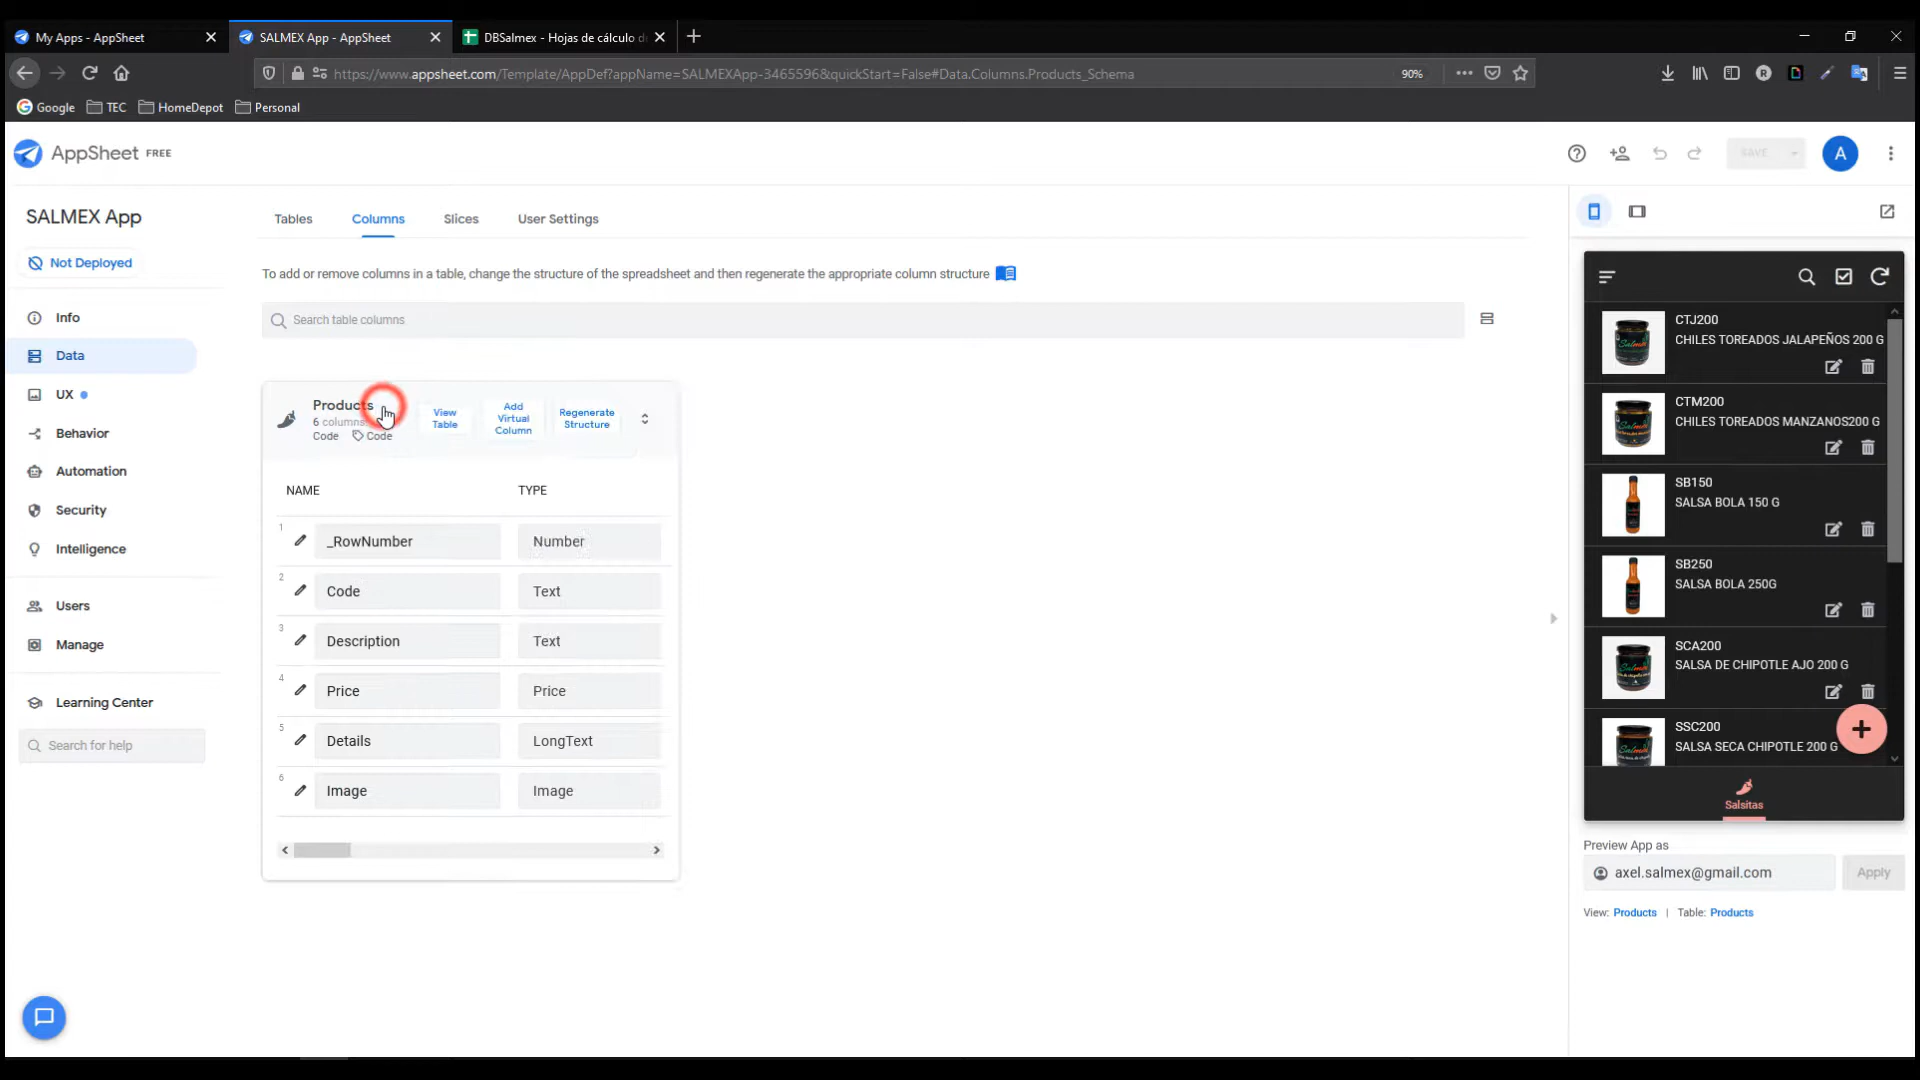 My Apps - AppSheet
SALMEX App - AppSheet
DBSalmex - Hojas de cálculo de
https://www.appsheet.com/Template/AppDef?appName=SALMEXApp-3465596&quickStart=False#Data.Columns.Products_Schema
90%
Google
TEC
HomeDepot
Personal
AppSheet FREE
SAVE
A
SALMEX App
Not Deployed
Info
Data
UX
Behavior
Automation
Security
Intelligence
Users
Manage
Learning Center
Search for help
Tables
Columns
Slices
User Settings
To add or remove columns in a table, change the structure of the spreadsheet and then regenerate the appropriate column structure
Search table columns
Products
6 columns
Code
Code
View Table
Add Virtual Column
Regenerate Structure
NAME
TYPE
1
_RowNumber
Number
2
Code
Text
3
Description
Text
4
Price
Price
5
Details
LongText
6
Image
Image
CTJ200
CHILES TOREADOS JALAPEÑOS 200 G
CTM200
CHILES TOREADOS MANZANOS200 G
SB150
SALSA BOLA 150 G
SB250
SALSA BOLA 250G
SCA200
SALSA DE CHIPOTLE AJO 200 G
SSC200
SALSA SECA CHIPOTLE 200 G
Salsitas
Preview App as
axel.salmex@gmail.com
Apply
View: Products | Table: Products